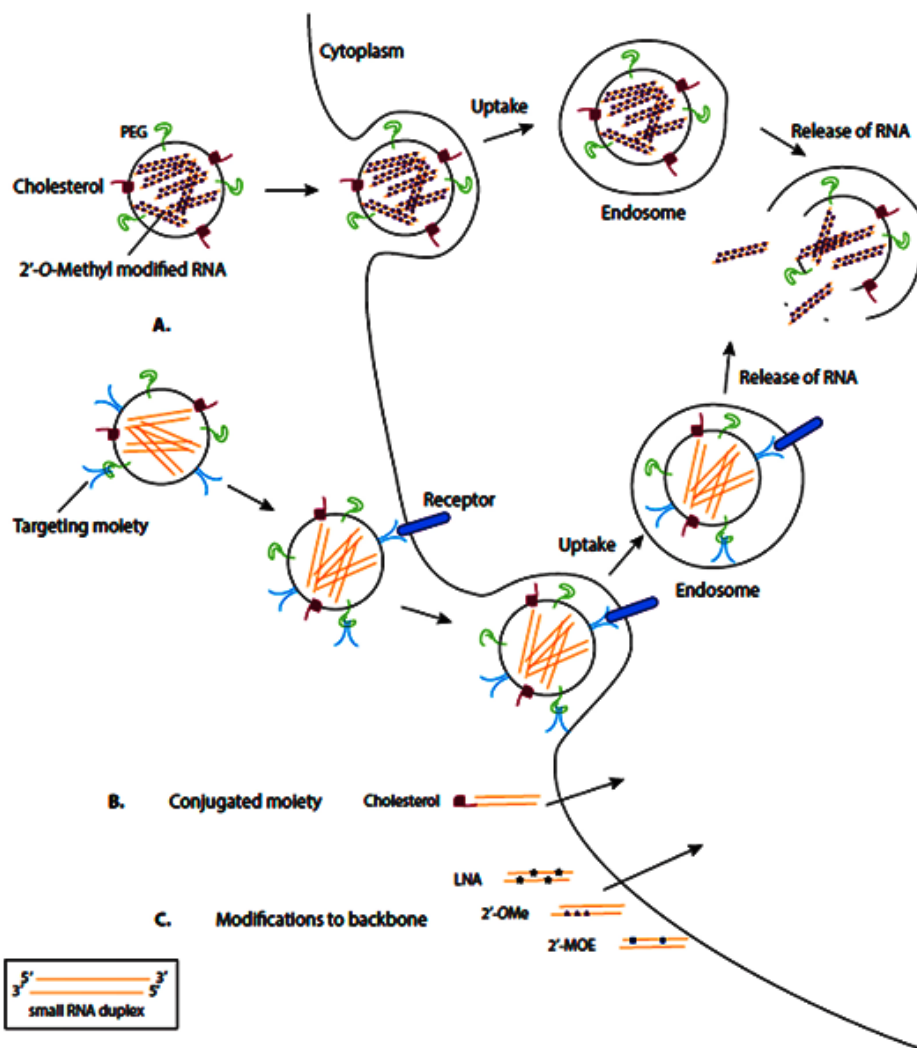 Cytoplasm
Uptake
PEG
Release of RNA
Cholesterol
Endosome
2'-O-Methyl modified RNA
A.
Release of RNA
Receptor
Targeting moiety
Uptake
Endosome
B. Conjugated moiety Cholesterol
LNA
C. Modifications to backbone 2'-OMe
2'-MOE
5' 3'
3' 5'
small RNA duplex